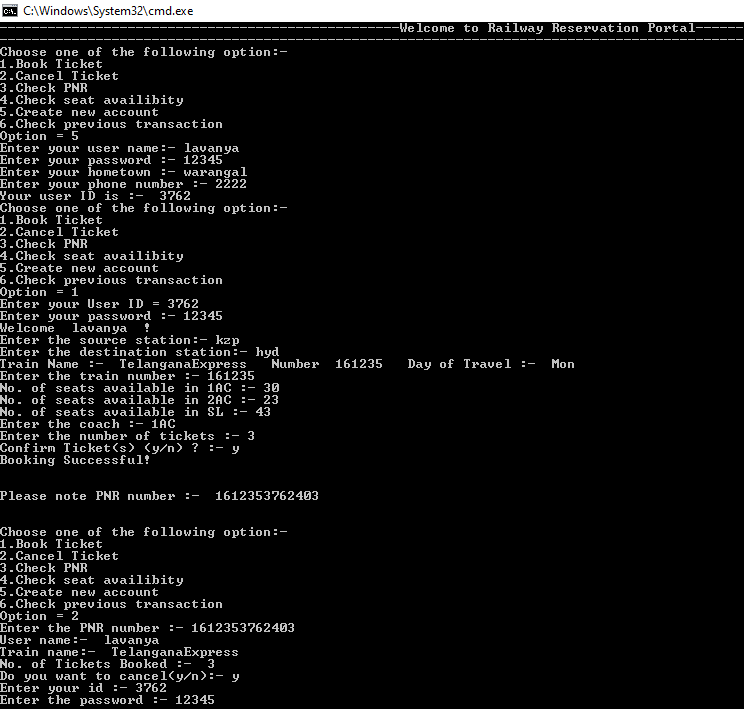 C:\Windows\System32\cmd.exe
--------------------------------------------------Welcome to Railway Reservation Portal------
---------------------------------------------------------------------------------------------
Choose one of the following option:-
1.Book Ticket
2.Cancel Ticket
3.Check PNR
4.Check seat availibity
5.Create new account
6.Check previous transaction
Option = 5
Enter your user name:- lavanya
Enter your password :- 12345
Enter your hometown :- warangal
Enter your phone number :- 2222
Your user ID is :-  3762
Choose one of the following option:-
1.Book Ticket
2.Cancel Ticket
3.Check PNR
4.Check seat availibity
5.Create new account
6.Check previous transaction
Option = 1
Enter your User ID = 3762
Enter your password :- 12345
Welcome  lavanya  !
Enter the source station:- kzp
Enter the destination station:- hyd
Train Name :-  TelanganaExpress   Number  161235   Day of Travel :-  Mon
Enter the train number :- 161235
No. of seats available in 1AC :- 30
No. of seats available in 2AC :- 23
No. of seats available in SL :- 43
Enter the coach :- 1AC
Enter the number of tickets :- 3
Confirm Ticket(s) (y/n) ? :- y
Booking Successful!
Please note PNR number :-  1612353762403
Choose one of the following option:-
1.Book Ticket
2.Cancel Ticket
3.Check PNR
4.Check seat availibity
5.Create new account
6.Check previous transaction
Option = 2
Enter the PNR number :- 1612353762403
User name:-  lavanya
Train name:-  TelanganaExpress
No. of Tickets Booked :-  3
Do you want to cancel(y/n):- y
Enter your id :- 3762
Enter the password :- 12345